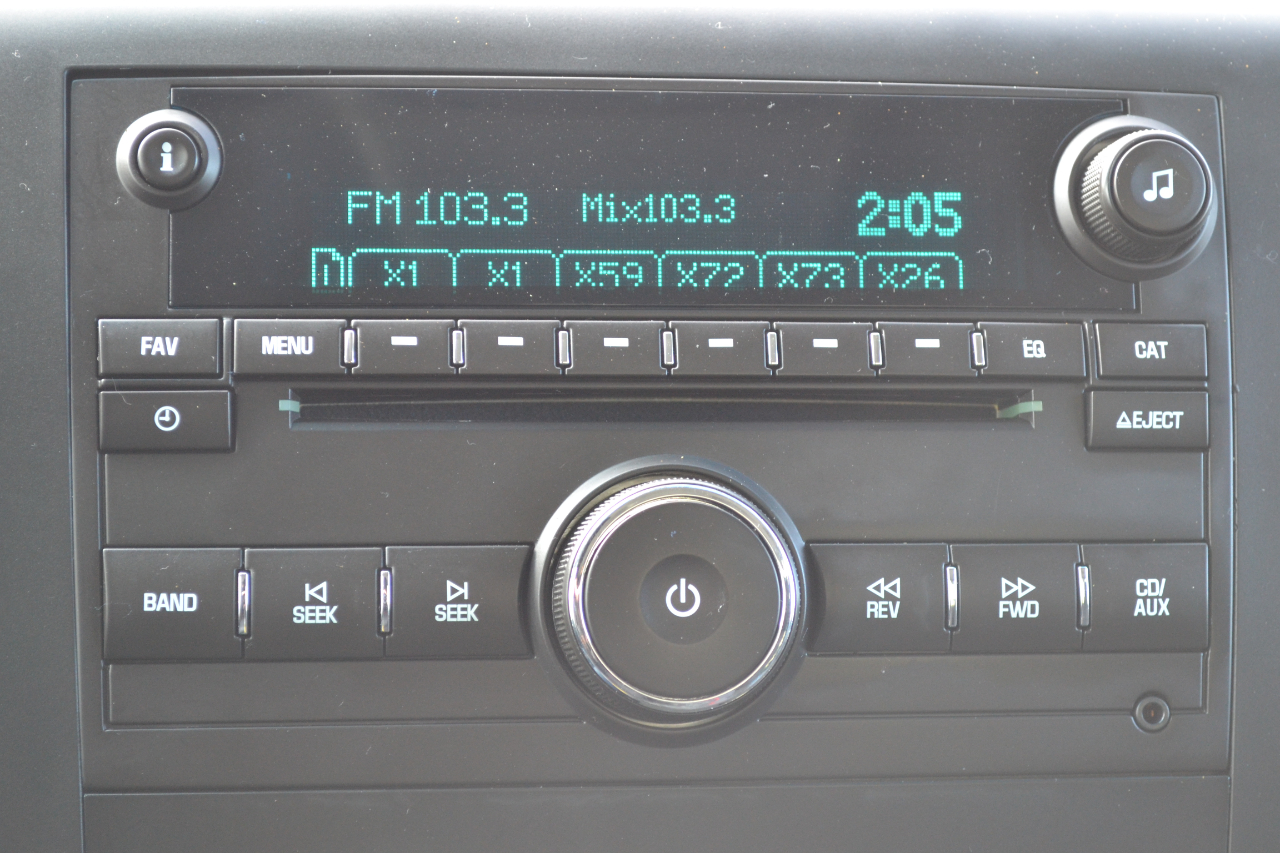 i
FM 103.3 Mix103.3 2:05
X1 X1 X59 X72 X73 X26
FAV MENU EQ CAT
EJECT
BAND SEEK SEEK REV FWD CD/
AUX